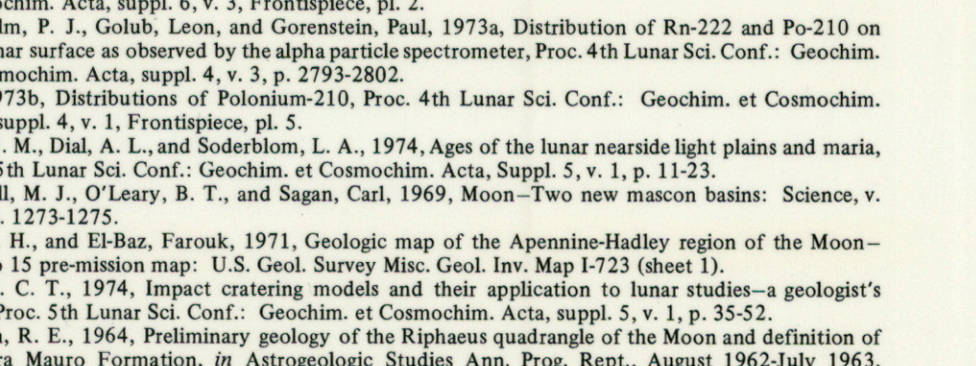 Acta, suppl. 6, v. 3, Frontispiece, pl. 2.
P. J., Golub, Leon, and Gorenstein, Paul, 1973a, Distribution of Rn-222 and Po-210 on
surface as observed by the alpha particle spectrometer, Proc. 4th Lunar Sci. Conf.: Geochim.
Acta, suppl. 4, v. 3, p. 2793-2802.
Distributions of Polonium-210, Proc. 4th Lunar Sci. Conf.: Geochim. et Cosmochim.
suppl. 4, v. 1, Frontispiece, pl. 5.
. M., Dial, A. L., and Soderblom, L. A., 1974, Ages of the lunar nearside light plains and maria,
5th Lunar Sci. Conf.: Geochim. et Cosmochim. Acta, Suppl. 5, v. 1, p. 11-23.
M. J., O'Leary, B. T., and Sagan, Carl, 1969, Moon—Two new mascon basins: Science, v.
. 1273-1275.
H., and El-Baz, Farouk, 1971, Geologic map of the Apennine-Hadley region of the Moon—
15 pre-mission map: U.S. Geol. Survey Misc. Geol. Inv. Map I-723 (sheet 1).
. C. T., 1974, Impact cratering models and their application to lunar studies—a geologist's
Proc. 5th Lunar Sci. Conf.: Geochim. et Cosmochim. Acta, suppl. 5, v. 1, p. 35-52.
R. E., 1964, Preliminary geology of the Riphaeus quadrangle of the Moon and definition of
Mauro Formation, in Astrogeologic Studies Ann. Prog. Rept., August 1962-July 1963,